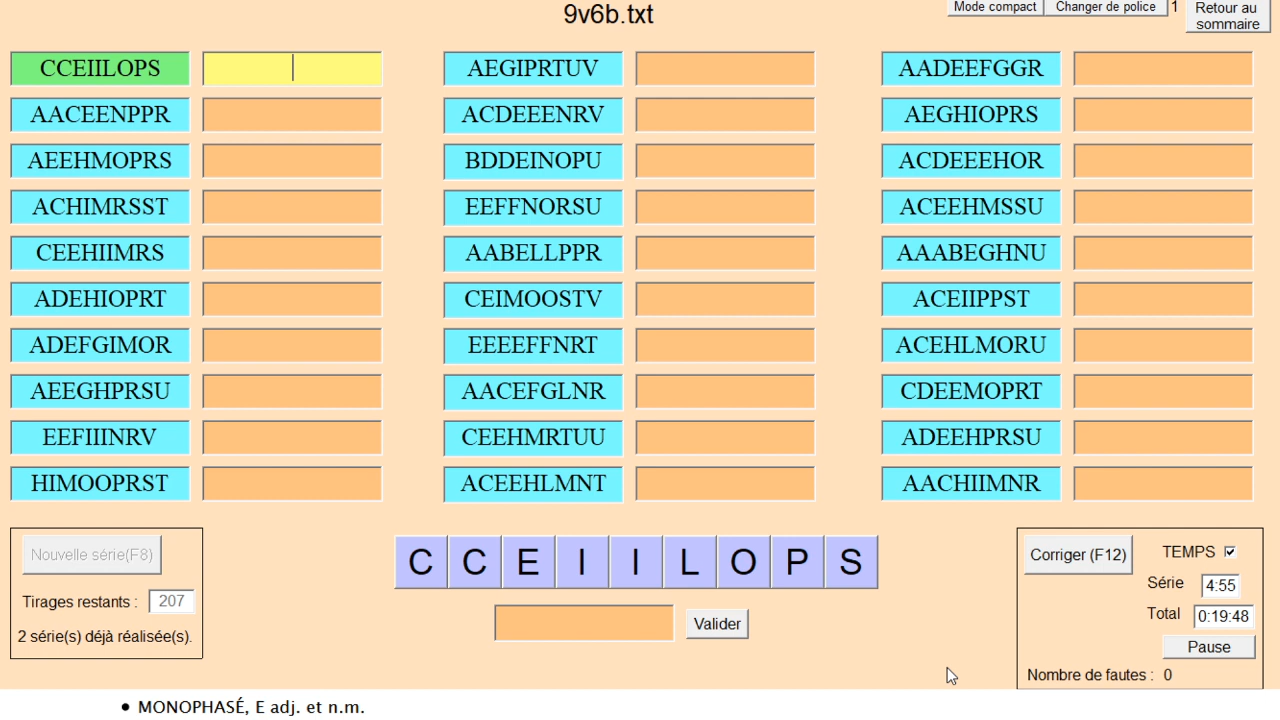 9v6b.txt
Mode compact Changer de police 1 Retour au sommaire
CCEIILOPS AEGIPRTUV AADEEFGGR
AACEENPPR ACDEEENRV AEGHIOPRS
AEEHMOPRS BDDEINOPU ACDEEEHOR
ACHIMRSST EEFFNORSU ACEEHMSSU
CEEHIIMRS AABELLPPR AAABEGHNU
ADEHIOPRT CEIMOOSTV ACEIIPPST
ADEFGIMOR EEEEFFNRT ACEHLMORU
AEEGHPRSU AACEFGLNR CDEEMOPRT
EEFIIINRV CEEHMRTUU ADEEHPRSU
HIMOOPRST ACEEHLMNT AACHIIMNR
Nouvelle série(F8)
Tirages restants : 207
2 série(s) déjà réalisée(s).
C C E I I L O P S
Valider
Corriger (F12) TEMPS
Série 4:55
Total 0:19:48
Pause
Nombre de fautes : 0
• MONOPHASÉ, E adj. et n.m.